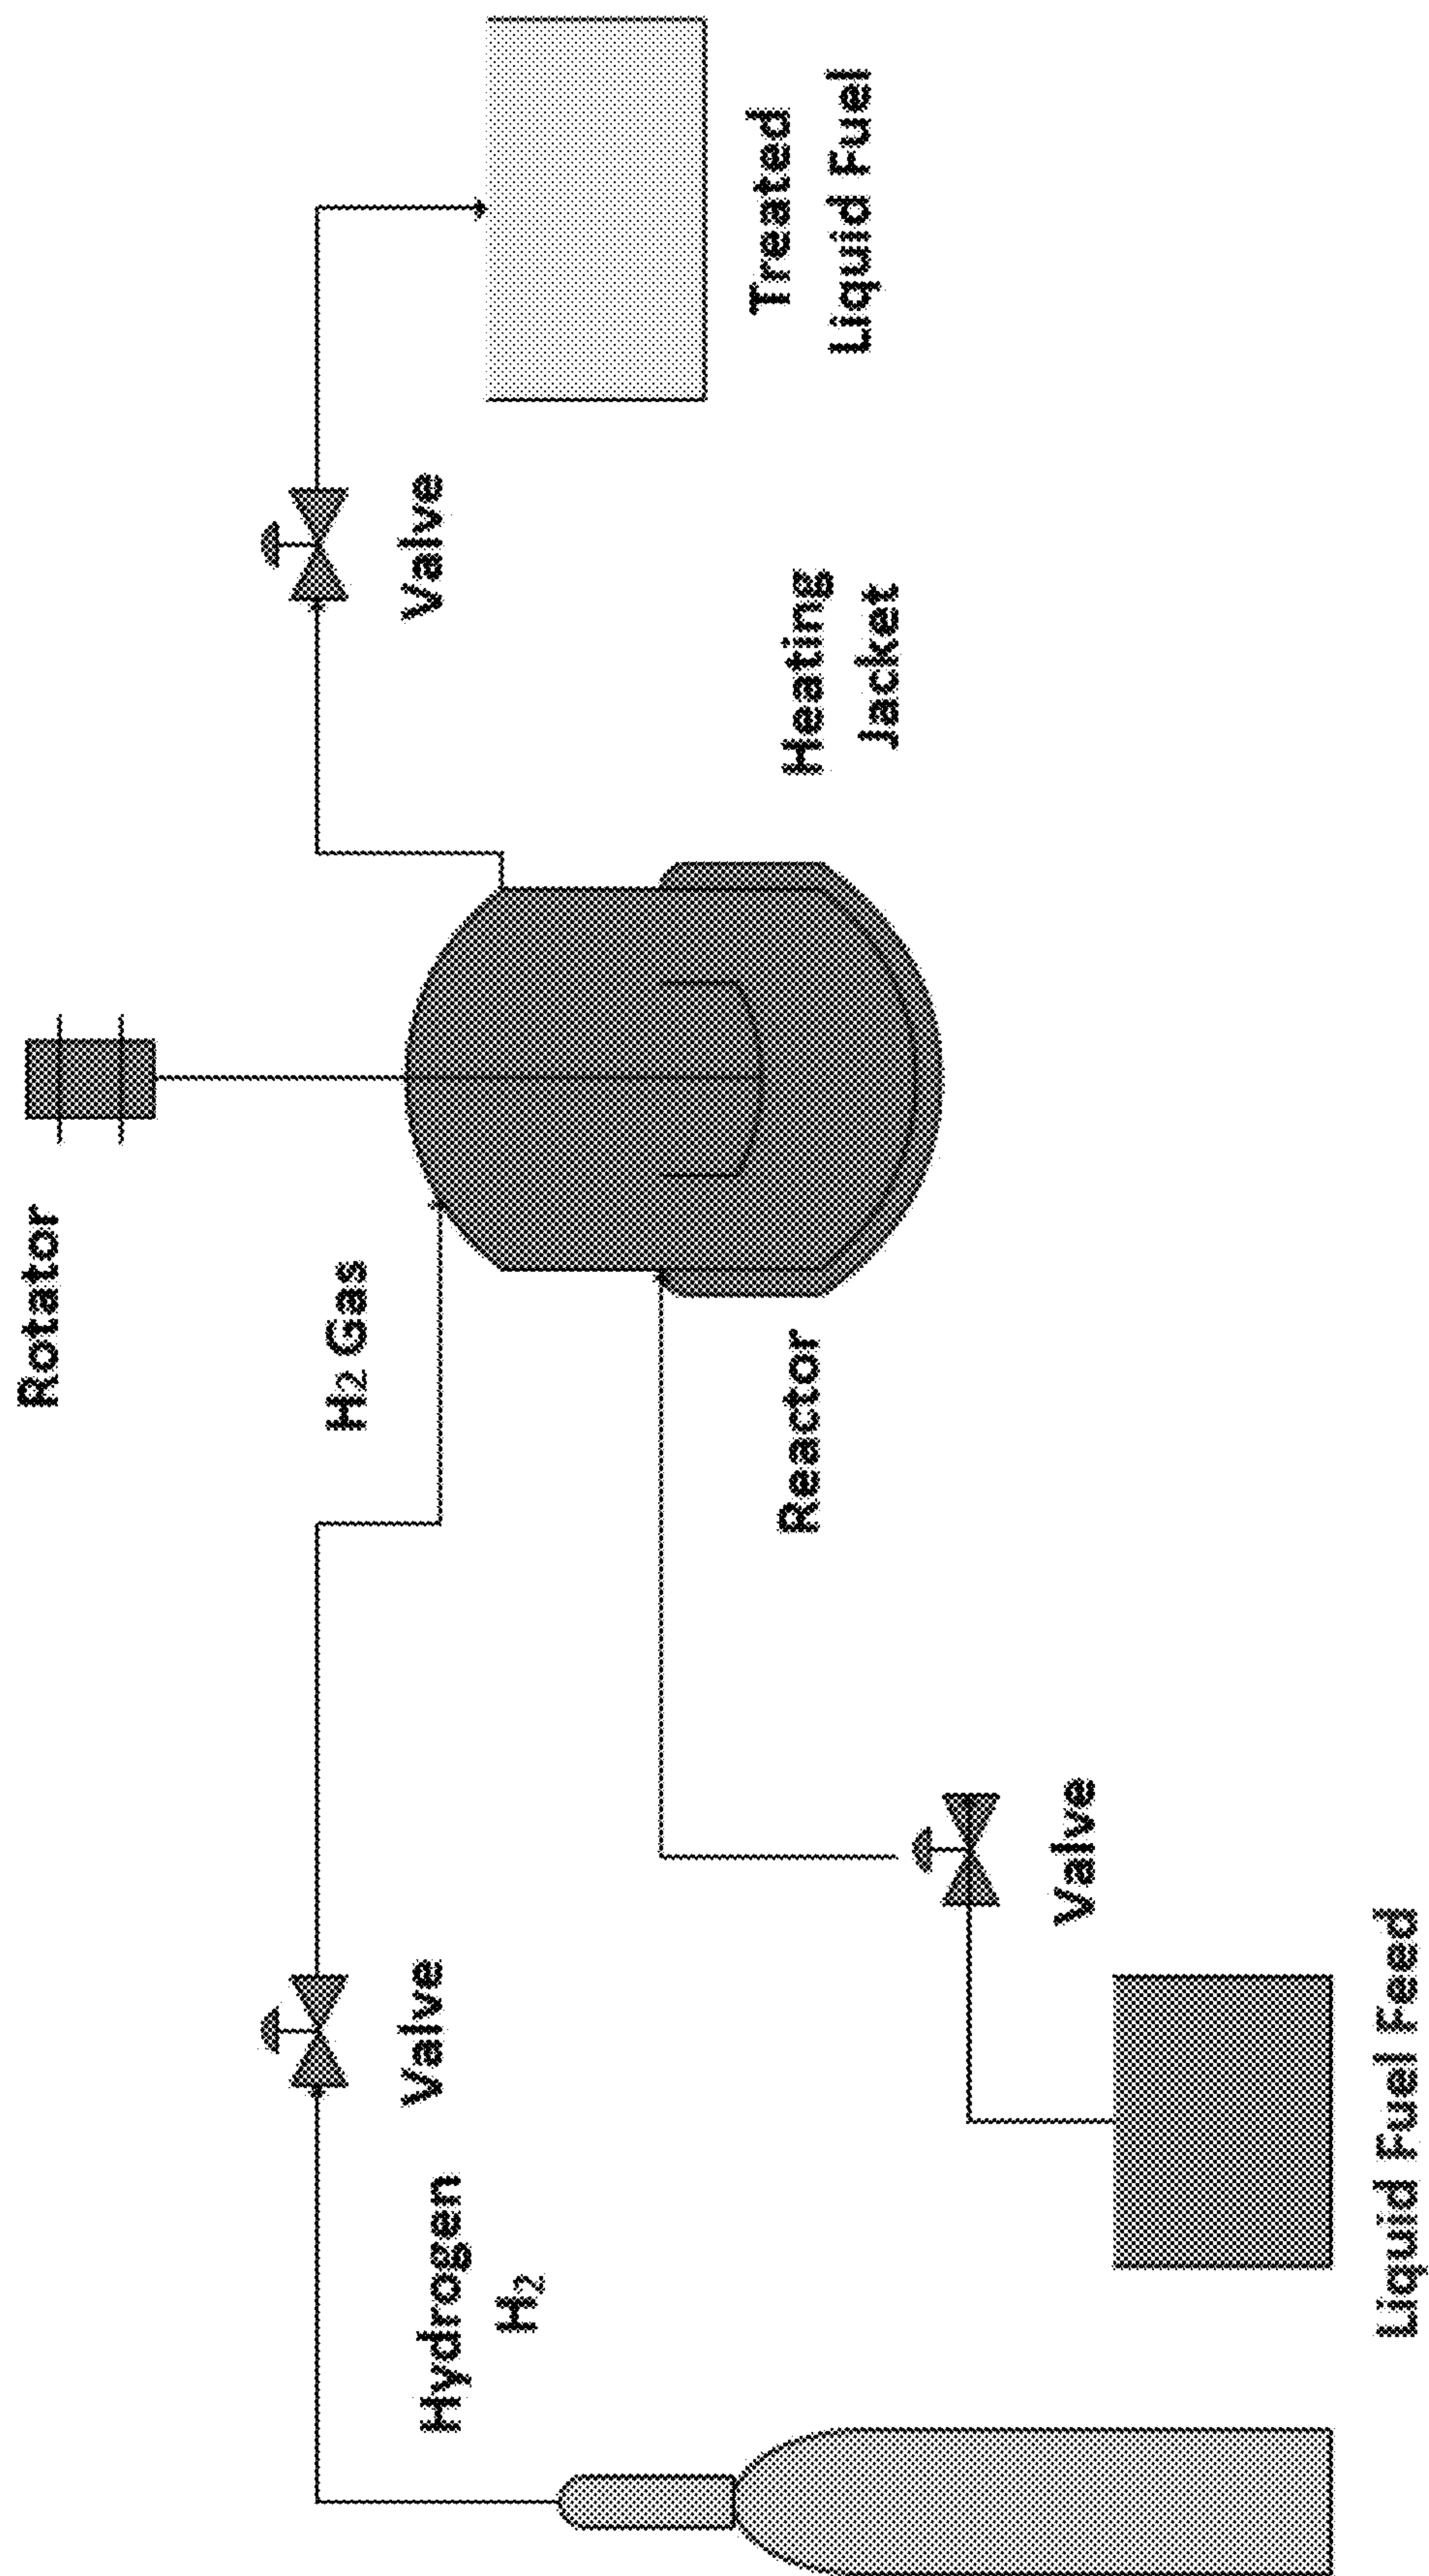 Rotator
H₂ Gas
Hydrogen
H₂
Valve
Valve
Treated
Liquid Fuel
Reactor
Heating
Jacket
Valve
Liquid Fuel Feed